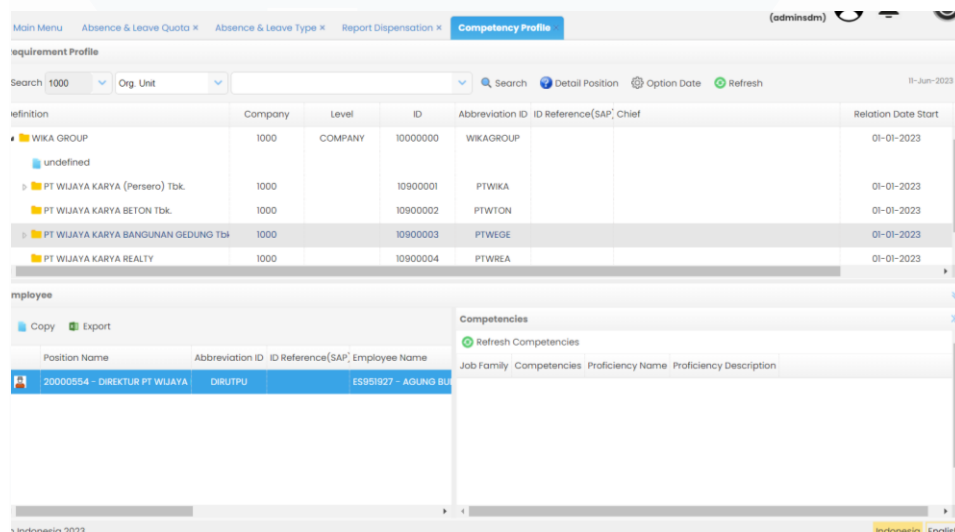 (adminsdm)
Main Menu Absence & Leave Quota × Absence & Leave Type × Report Dispensation × Competency Profile
equirement Profile
Search 1000 Org. Unit Search Detail Position Option Date Refresh 11-Jun-2023
efinition Company Level ID Abbreviation ID ID Reference(SAP) Chief Relation Date Start
WIKA GROUP 1000 COMPANY 10000000 WIKAGROUP 01-01-2023
undefined
PT WIJAYA KARYA (Persero) Tbk. 1000 10900001 PTWIKA 01-01-2023
PT WIJAYA KARYA BETON Tbk. 1000 10900002 PTWTON 01-01-2023
PT WIJAYA KARYA BANGUNAN GEDUNG Tbk 1000 10900003 PTWEGE 01-01-2023
PT WIJAYA KARYA REALTY 1000 10900004 PTWREA 01-01-2023
mployee
Copy Export
Position Name Abbreviation ID ID Reference(SAP) Employee Name
20000554 - DIREKTUR PT WIJAYA DIRUTPU ES951927 - AGUNG BU
Competencies
Refresh Competencies
Job Family Competencies Proficiency Name Proficiency Description
Indonesia 2023 Indonesia English